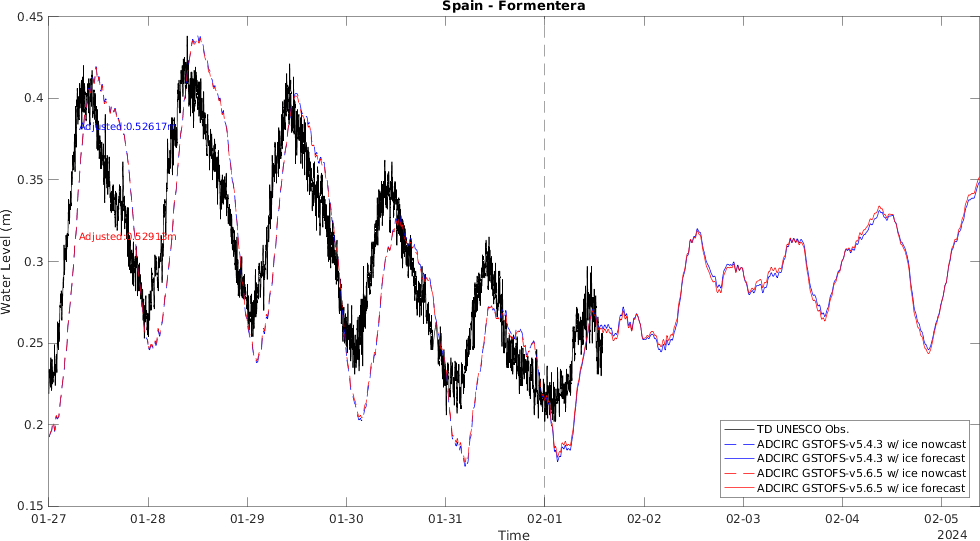 Spain - Formentera
0.45
0.4
0.35
0.3
0.25
0.2
0.15
Water Level (m)
Adjusted:0.52617m
Adjusted:0.52913m
TD UNESCO Obs.
ADCIRC GSTOFS-v5.4.3 w/ ice nowcast
ADCIRC GSTOFS-v5.4.3 w/ ice forecast
ADCIRC GSTOFS-v5.6.5 w/ ice nowcast
ADCIRC GSTOFS-v5.6.5 w/ ice forecast
01-27 01-28 01-29 01-30 01-31 02-01 02-02 02-03 02-04 02-05
Time
2024